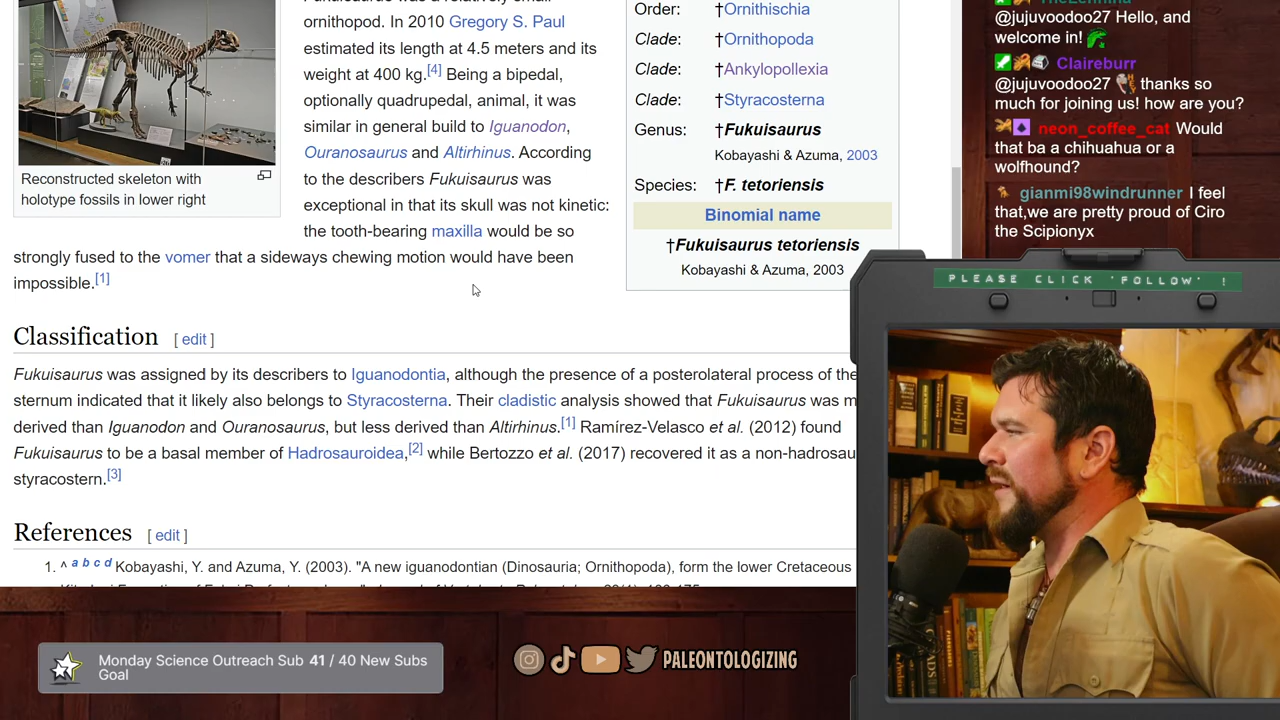 Fukuisaurus was a relatively small
ornithopod. In 2010 Gregory S. Paul
estimated its length at 4.5 meters and its
weight at 400 kg.[4] Being a bipedal,
optionally quadrupedal, animal, it was
similar in general build to Iguanodon,
Ouranosaurus and Altirhinus. According
to the describers Fukuisaurus was
exceptional in that its skull was not kinetic:
the tooth-bearing maxilla would be so
strongly fused to the vomer that a sideways chewing motion would have been
impossible.[1]
Reconstructed skeleton with
holotype fossils in lower right
Order: †Ornithischia
Clade: †Ornithopoda
Clade: †Ankylopollexia
Clade: †Styracosterna
Genus: †Fukuisaurus
Kobayashi & Azuma, 2003
Species: †F. tetoriensis
Binomial name
†Fukuisaurus tetoriensis
Kobayashi & Azuma, 2003
Classification [ edit ]
Fukuisaurus was assigned by its describers to Iguanodontia, although the presence of a posterolateral process of the
sternum indicated that it likely also belongs to Styracosterna. Their cladistic analysis showed that Fukuisaurus was m
derived than Iguanodon and Ouranosaurus, but less derived than Altirhinus.[1] Ramírez-Velasco et al. (2012) found
Fukuisaurus to be a basal member of Hadrosauroidea,[2] while Bertozzo et al. (2017) recovered it as a non-hadrosau
styracostern.[3]
References [ edit ]
1. ^ a b c d Kobayashi, Y. and Azuma, Y. (2003). "A new iguanodontian (Dinosauria; Ornithopoda), form the lower Cretaceous
@jujuvoodoo27 Hello, and
welcome in!
Claireburr
@jujuvoodoo27 thanks so
much for joining us! how are you?
neon_coffee_cat Would
that ba a chihuahua or a
wolfhound?
gianmi98windrunner I feel
that,we are pretty proud of Ciro
the Scipionyx
PLEASE CLICK 'FOLLOW' !
Monday Science Outreach Sub 41 / 40 New Subs
Goal
PALEONTOLOGIZING